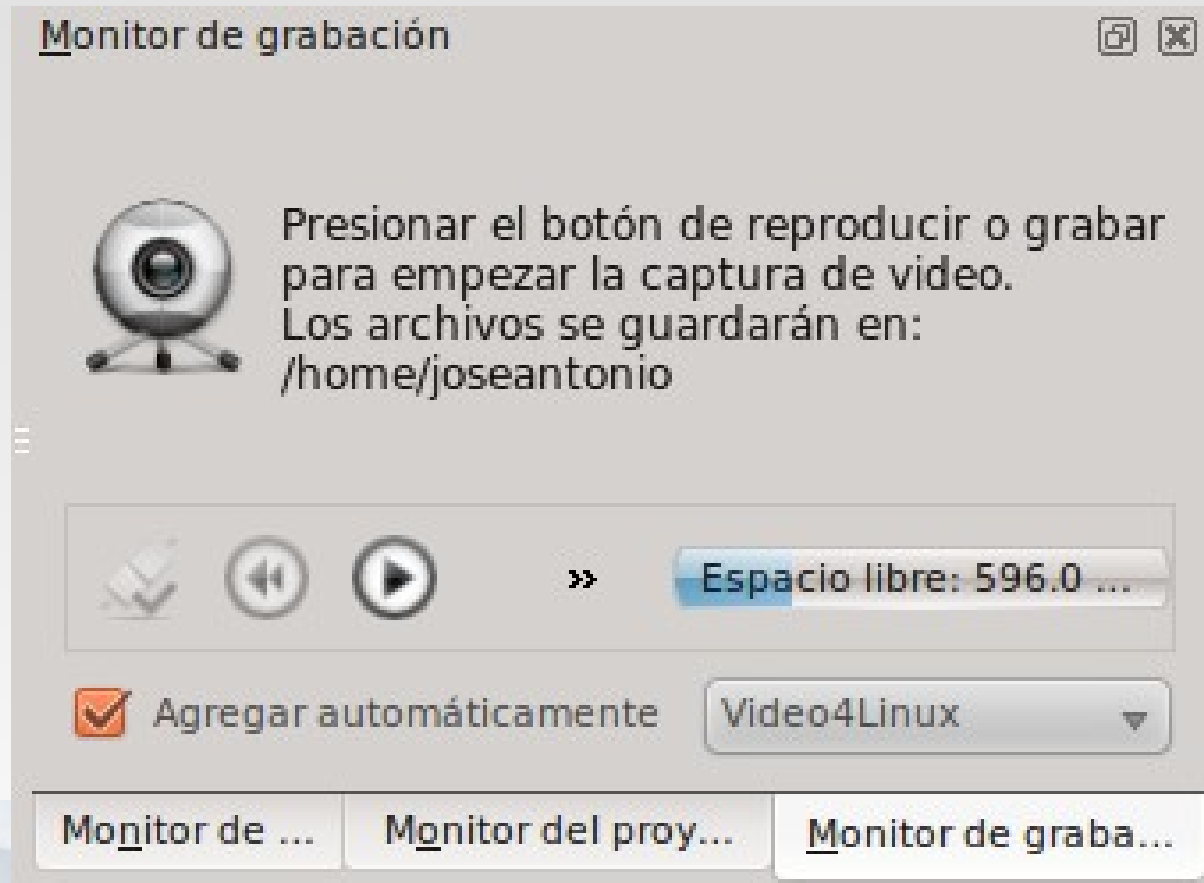 Monitor de grabación
Presionar el botón de reproducir o grabar
para empezar la captura de video.
Los archivos se guardarán en:
/home/joseantonio
Espacio libre: 596.0 ...
Agregar automáticamente
Video4Linux
Monitor de ...
Monitor del proy...
Monitor de graba...